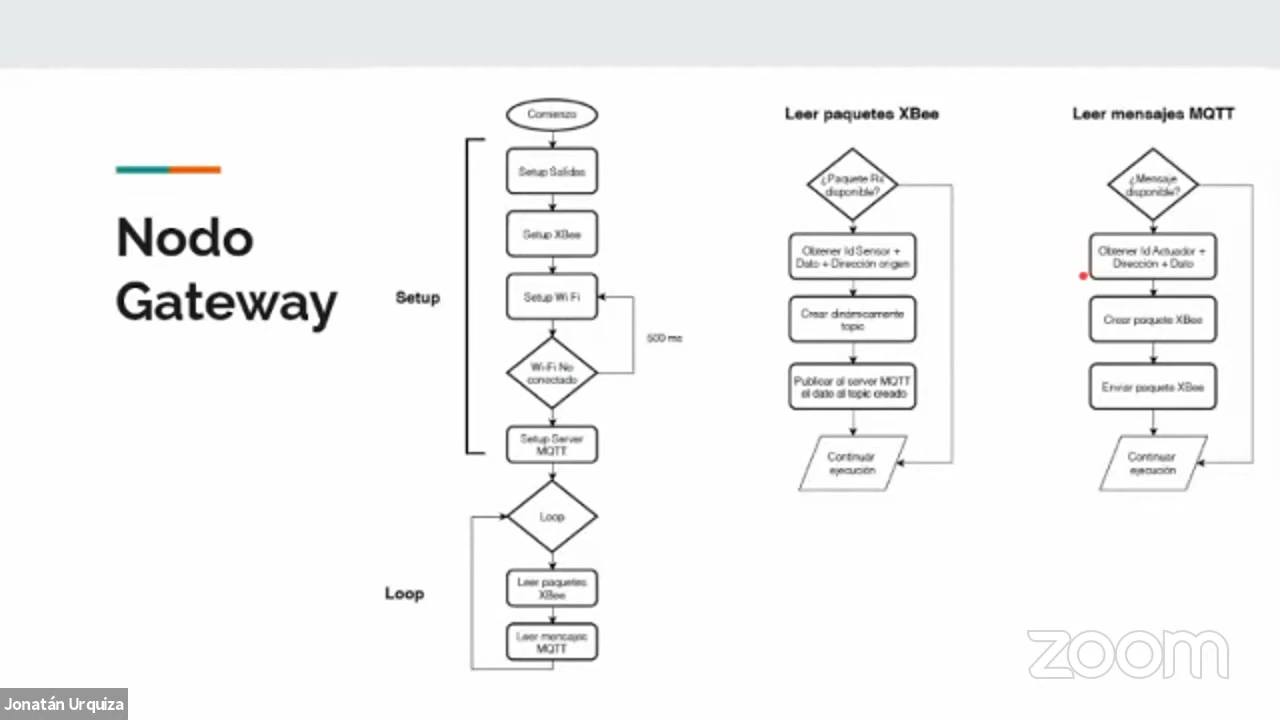 Nodo
Gateway
Setup
Loop
Comienzo
Setup Salidas
Setup XBee
Setup Wi Fi
500 ms
Wi-Fi No
conectado
Setup Server
MQTT
Loop
Leer paquetes
XBee
Leer mensajes
MQTT
Leer paquetes XBee
¿Paquete Rx
disponible?
Obtener Id Sensor +
Dato + Dirección origen
Crear dinámicamente
topic
Publicar al server MQTT
el dato al topic creado
Continuar
ejecución
Leer mensajes MQTT
¿Mensaje
disponible?
Obtener Id Actuador +
Dirección + Dato
Crear paquete XBee
Enviar paquete XBee
Continuar
ejecución
zoom
Jonatán Urquiza